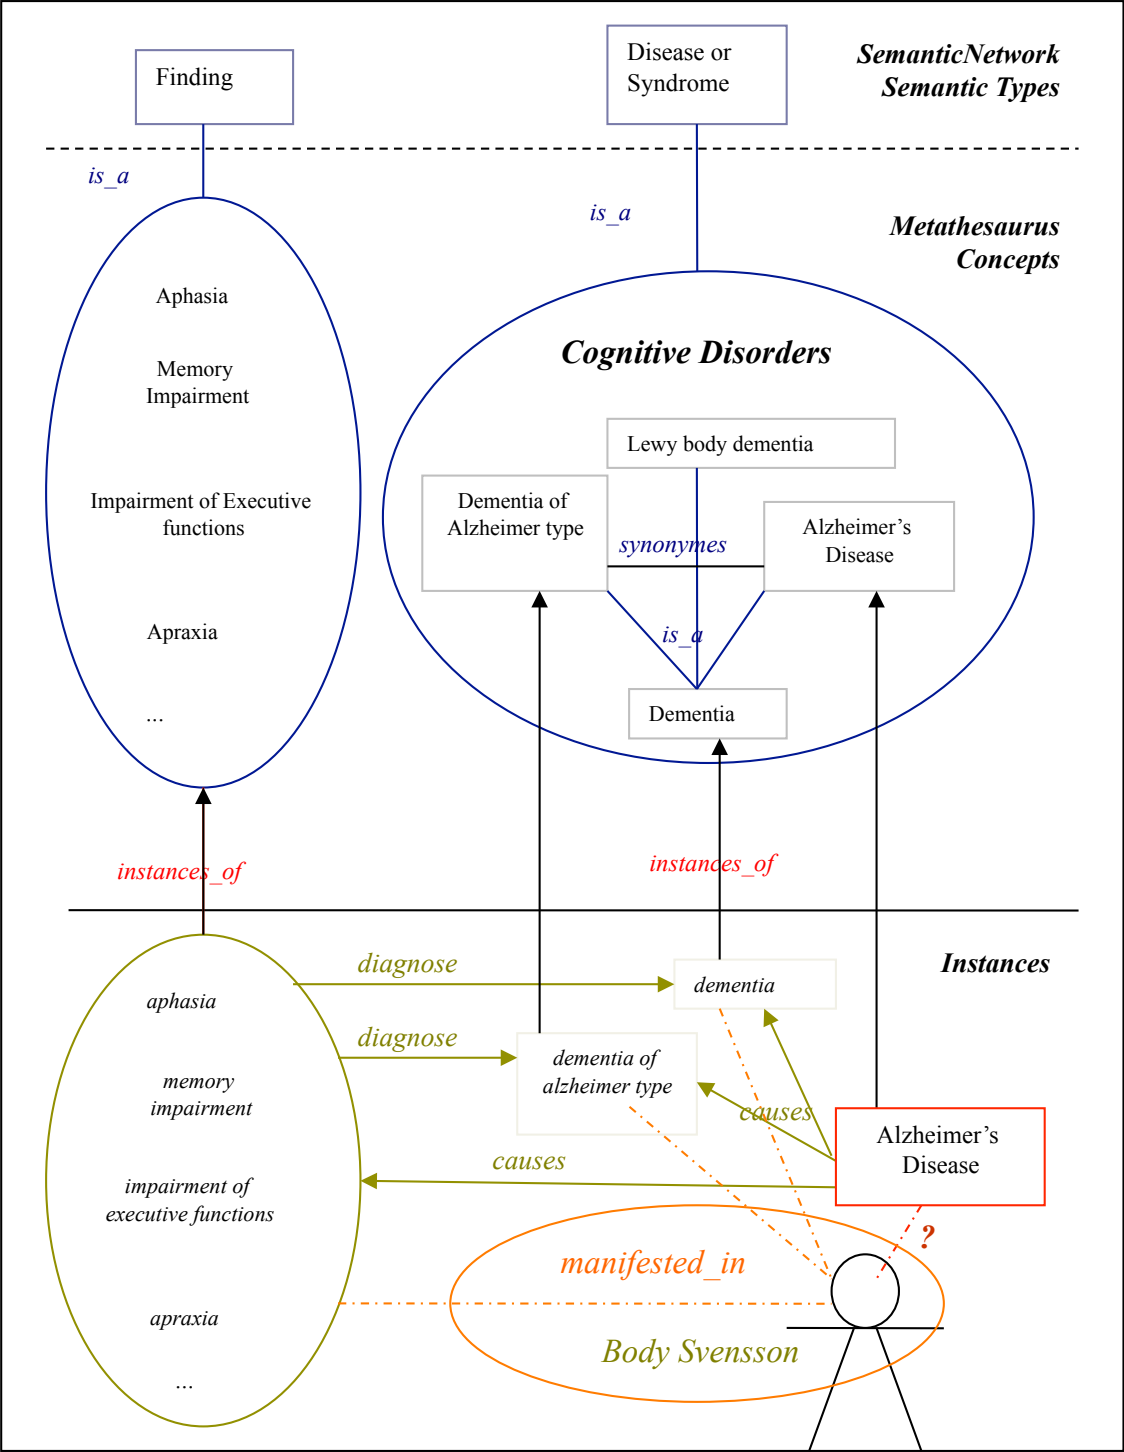 Finding
Disease or
Syndrome
SemanticNetwork
Semantic Types
is_a
is_a
Metathesaurus
Concepts
Aphasia
Memory
Impairment
Impairment of Executive
functions
Apraxia
...
Cognitive Disorders
Lewy body dementia
Dementia of
Alzheimer type
synonymes
Alzheimer’s
Disease
is_a
Dementia
instances_of
instances_of
Instances
aphasia
memory
impairment
impairment of
executive functions
apraxia
...
diagnose
dementia
diagnose
dementia of
alzheimer type
causes
causes
Alzheimer’s
Disease
?
manifested_in
Body Svensson